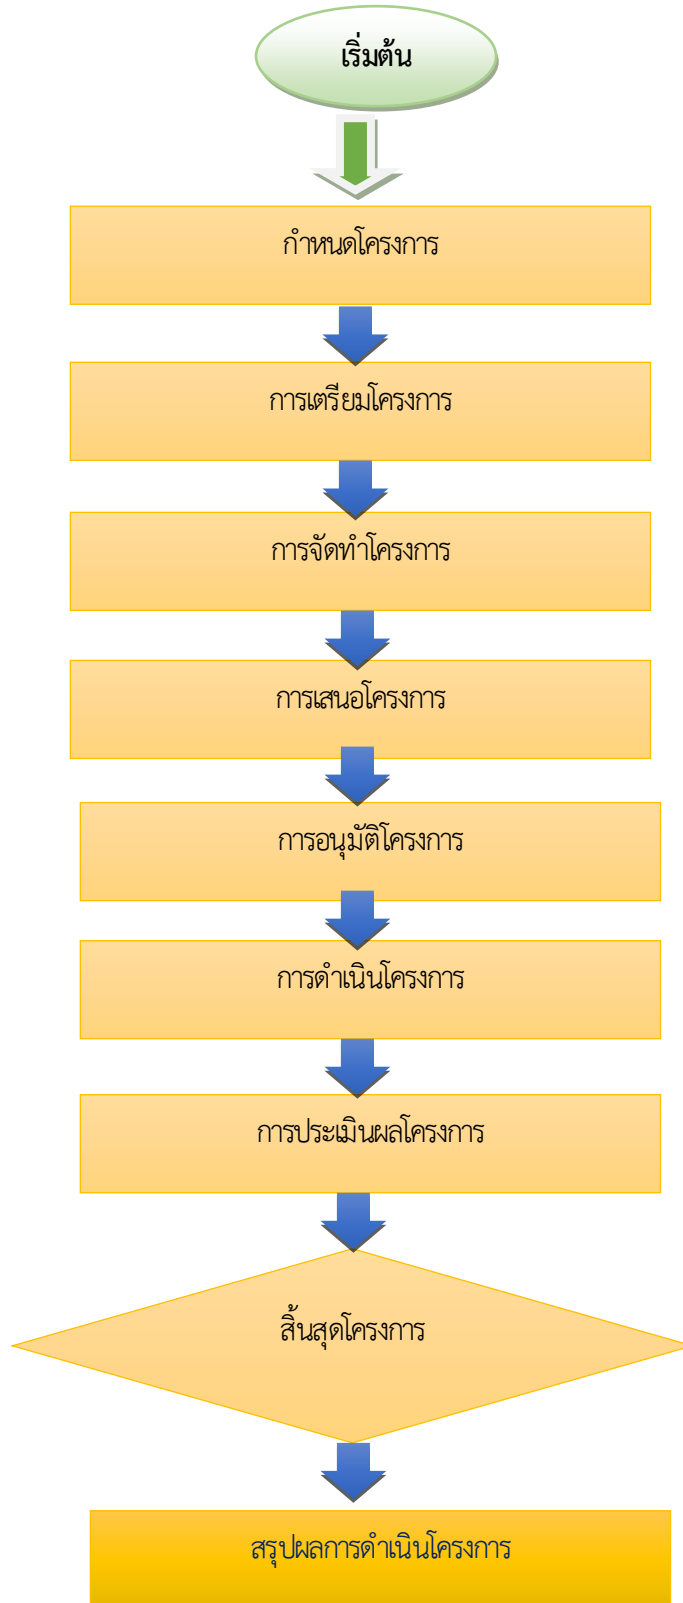 เริ่มต้น
กำหนดโครงการ
การเตรียมโครงการ
การจัดทำโครงการ
การเสนอโครงการ
การอนุมัติโครงการ
การดำเนินโครงการ
การประเมินผลโครงการ
สิ้นสุดโครงการ
สรุปผลการดำเนินโครงการ